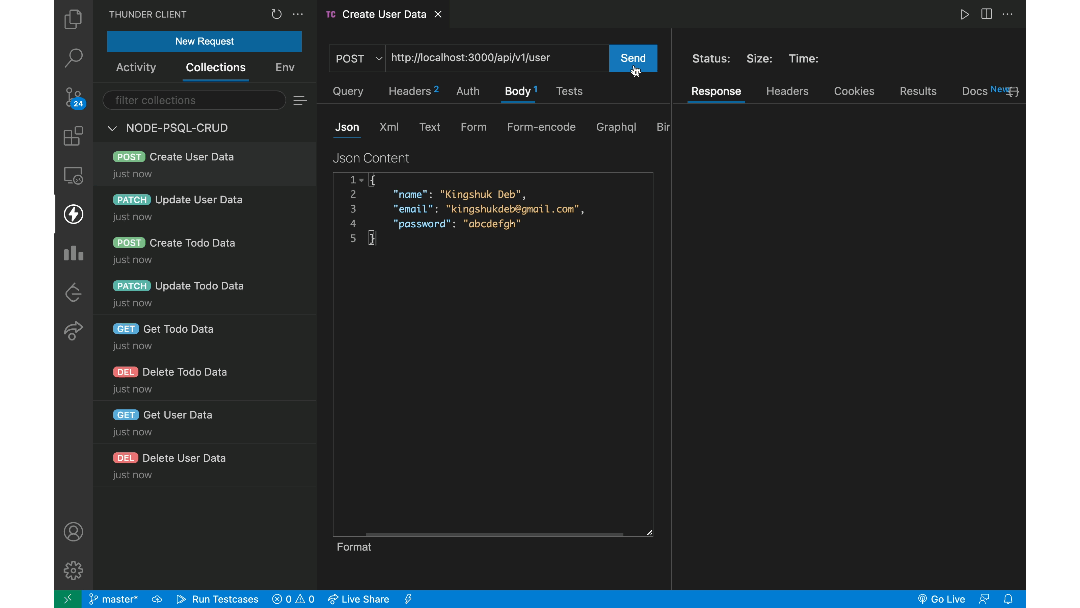 THUNDER CLIENT
New Request
Activity
Collections
Env
filter collections
NODE-PSQL-CRUD
POST Create User Data
just now
PATCH Update User Data
just now
POST Create Todo Data
just now
PATCH Update Todo Data
just now
GET Get Todo Data
just now
DEL Delete Todo Data
just now
GET Get User Data
just now
DEL Delete User Data
just now
24
TC Create User Data
POST http://localhost:3000/api/v1/user Send
Query Headers 2 Auth Body 1 Tests
Json Xml Text Form Form-encode Graphql Bin
Json Content
1 {
2 "name": "Kingshuk Deb",
3 "email": "kingshukdeb@gmail.com",
4 "password": "abcdefgh"
5 }
Format
Status: Size: Time:
Response Headers Cookies Results Docs New {}
master* Run Testcases 0 0 Live Share Go Live